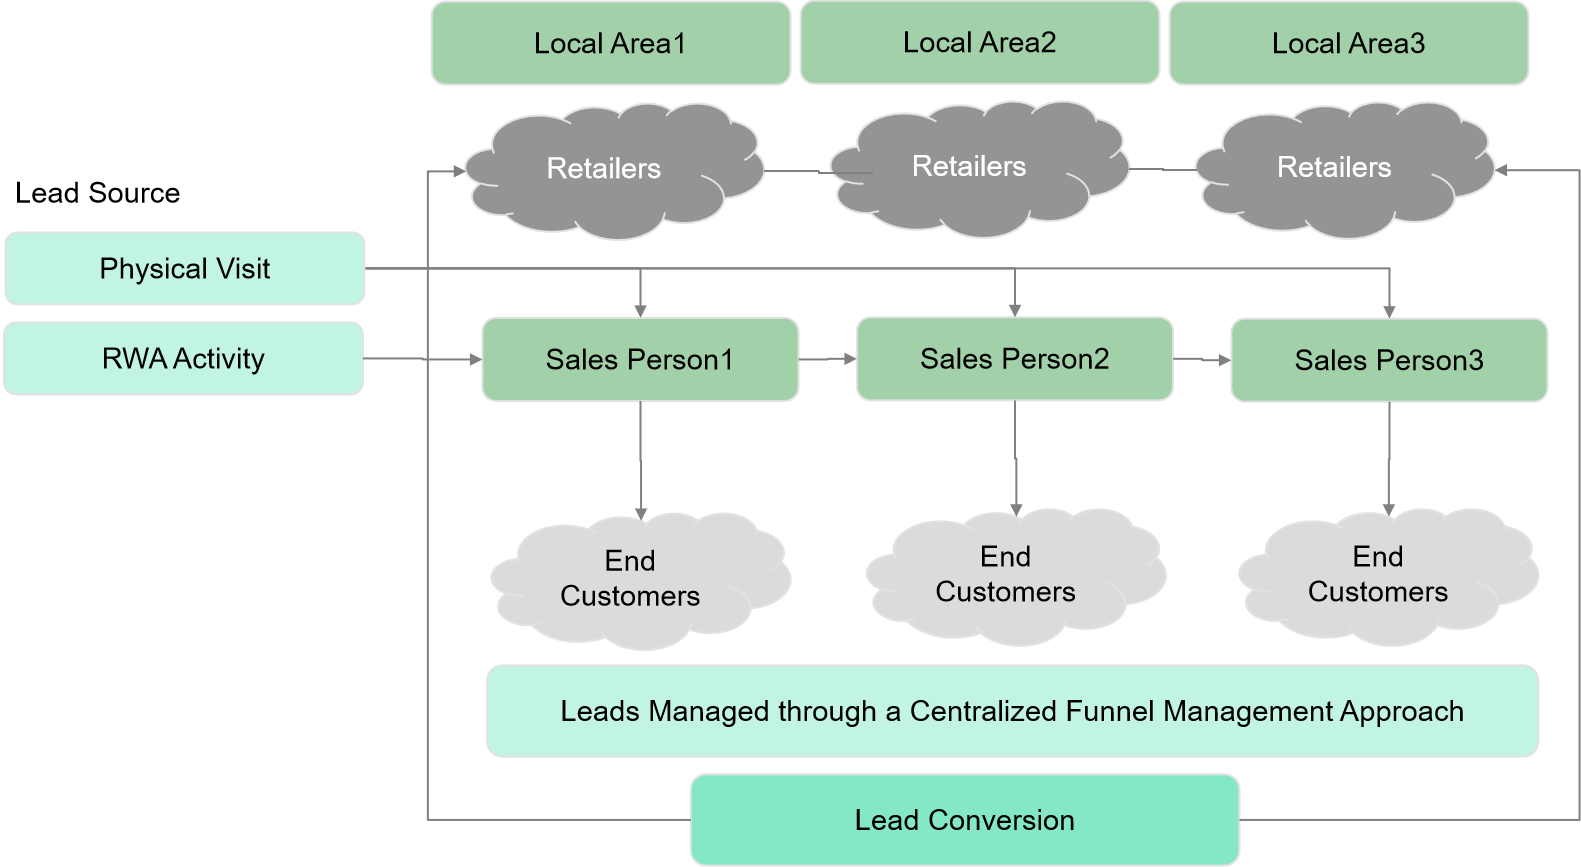 Local Area1
Local Area2
Local Area3
Retailers
Retailers
Retailers
Lead Source
Physical Visit
RWA Activity
Sales Person1
Sales Person2
Sales Person3
End
Customers
End
Customers
End
Customers
Leads Managed through a Centralized Funnel Management Approach
Lead Conversion